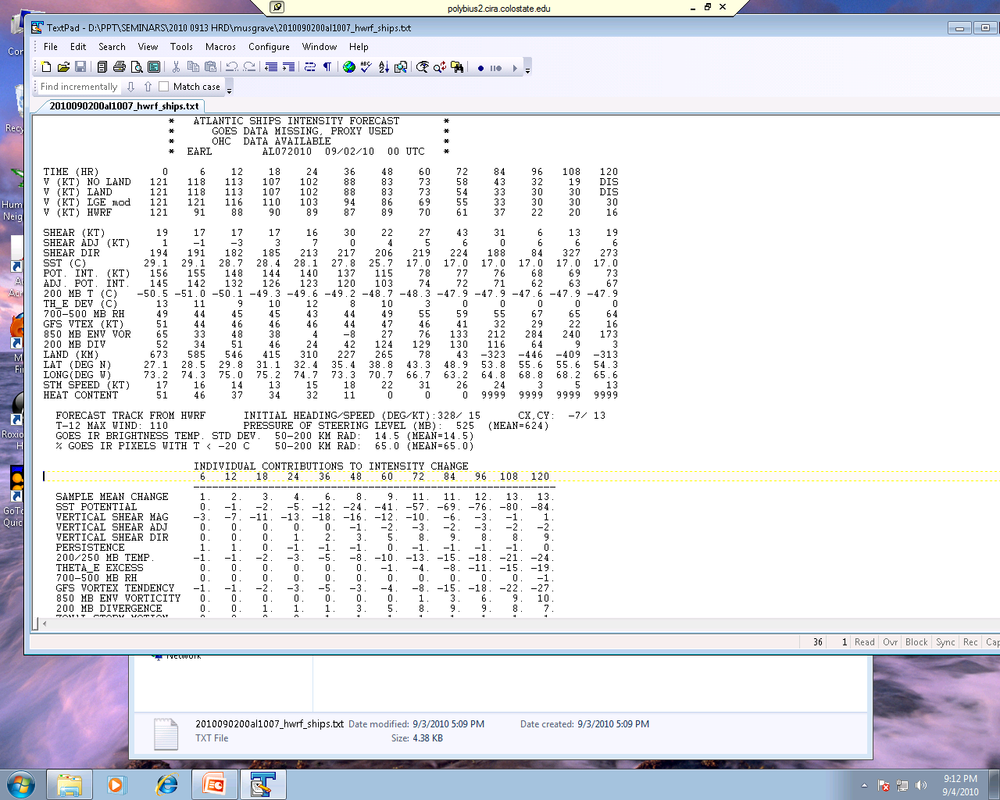 polybius2.cira.colostate.edu
TextPad - D:\PPT\SEMINARS\2010 0913 HRD\musgrave\2010090200al1007_hwrf_ships.txt
File Edit Search View Tools Macros Configure Window Help
Find incrementally Match case
2010090200al1007_hwrf_ships.txt
* ATLANTIC SHIPS INTENSITY FORECAST *
* GOES DATA MISSING, PROXY USED *
* OHC DATA AVAILABLE *
* EARL AL072010 09/02/10 00 UTC *
TIME (HR) 0 6 12 18 24 36 48 60 72 84 96 108 120
V (KT) NO LAND 121 118 113 107 102 88 83 73 58 43 32 19 DIS
V (KT) LAND 121 118 113 107 102 88 83 73 54 33 30 30 DIS
V (KT) LGE mod 121 121 116 110 103 94 86 69 55 33 30 30 30
V (KT) HWRF 121 91 88 90 89 87 89 70 61 37 22 20 16
SHEAR (KT) 19 17 17 17 16 30 22 27 43 31 6 13 19
SHEAR ADJ (KT) 1 -1 -3 3 7 0 4 5 6 0 6 6 6
SHEAR DIR 194 191 182 185 213 217 206 219 224 188 84 327 273
SST (C) 29.1 29.1 28.7 28.4 28.1 27.8 25.7 17.0 17.0 17.0 17.0 17.0 17.0
POT. INT. (KT) 156 155 148 144 140 137 115 78 77 76 68 69 73
ADJ. POT. INT. 145 142 132 126 123 120 103 74 72 71 62 63 67
200 MB T (C) -50.5 -51.0 -50.1 -49.3 -49.6 -49.2 -48.7 -48.3 -47.9 -47.9 -47.6 -47.9 -47.9
TH_E DEV (C) 13 11 9 10 12 8 10 3 0 0 0 0 0
700-500 MB RH 49 44 45 45 43 44 49 55 59 55 67 65 64
GFS VTEX (KT) 51 44 46 46 46 44 47 46 41 32 29 22 16
850 MB ENV VOR 65 33 48 38 4 -8 27 76 133 212 284 240 173
200 MB DIV 52 34 51 46 24 42 124 129 130 116 64 9 3
LAND (KM) 673 585 546 415 310 227 265 78 43 -323 -446 -409 -313
LAT (DEG N) 27.1 28.5 29.8 31.1 32.4 35.4 38.8 43.3 48.9 53.8 55.6 55.6 54.3
LONG(DEG W) 73.2 74.3 75.0 75.2 74.7 73.3 70.7 66.7 63.2 64.8 68.8 68.2 65.6
STM SPEED (KT) 17 16 14 13 15 18 22 31 26 24 3 5 13
HEAT CONTENT 51 46 37 34 32 11 0 0 0 9999 9999 9999 9999
FORECAST TRACK FROM HWRF INITIAL HEADING/SPEED (DEG/KT):328/ 15 CX,CY: -7/ 13
T-12 MAX WIND: 110 PRESSURE OF STEERING LEVEL (MB): 525 (MEAN=624)
GOES IR BRIGHTNESS TEMP. STD DEV. 50-200 KM RAD: 14.5 (MEAN=14.5)
% GOES IR PIXELS WITH T < -20 C 50-200 KM RAD: 65.0 (MEAN=65.0)
INDIVIDUAL CONTRIBUTIONS TO INTENSITY CHANGE
6 12 18 24 36 48 60 72 84 96 108 120
SAMPLE MEAN CHANGE 1. 2. 3. 4. 6. 8. 9. 11. 11. 12. 13. 13.
SST POTENTIAL 0. -1. -2. -5. -12. -24. -41. -57. -69. -76. -80. -84.
VERTICAL SHEAR MAG -3. -7. -11. -13. -18. -16. -12. -10. -6. -3. -1. 1.
VERTICAL SHEAR ADJ 0. 0. 0. 0. 0. -1. -2. -3. -2. -3. -2. -2.
VERTICAL SHEAR DIR 0. 0. 0. 1. 2. 3. 5. 8. 9. 8. 8. 9.
PERSISTENCE 1. 1. 0. -1. -1. -1. 0. -1. -1. -1. -1. 0.
200/250 MB TEMP. -1. -1. -2. -3. -5. -8. -10. -13. -15. -18. -21. -24.
THETA_E EXCESS 0. 0. 0. 0. 0. 0. -1. -4. -8. -11. -15. -19.
700-500 MB RH 0. 0. 0. 0. 0. 0. 0. 0. 0. 0. 0. -1.
GFS VORTEX TENDENCY -1. -1. -2. -3. -5. -3. -4. -8. -15. -18. -22. -27.
850 MB ENV VORTICITY 0. 0. 0. 0. 0. 0. 0. 1. 3. 6. 9. 10.
200 MB DIVERGENCE 0. 0. 1. 1. 1. 3. 5. 8. 9. 9. 8. 7.
ZONAL STORM MOTION
36 1 Read Ovr Block Sync Rec
Network
2010090200al1007_hwrf_ships.txt Date modified: 9/3/2010 5:09 PM Date created: 9/3/2010 5:09 PM
TXT File Size: 4.38 KB
9:12 PM
9/4/2010